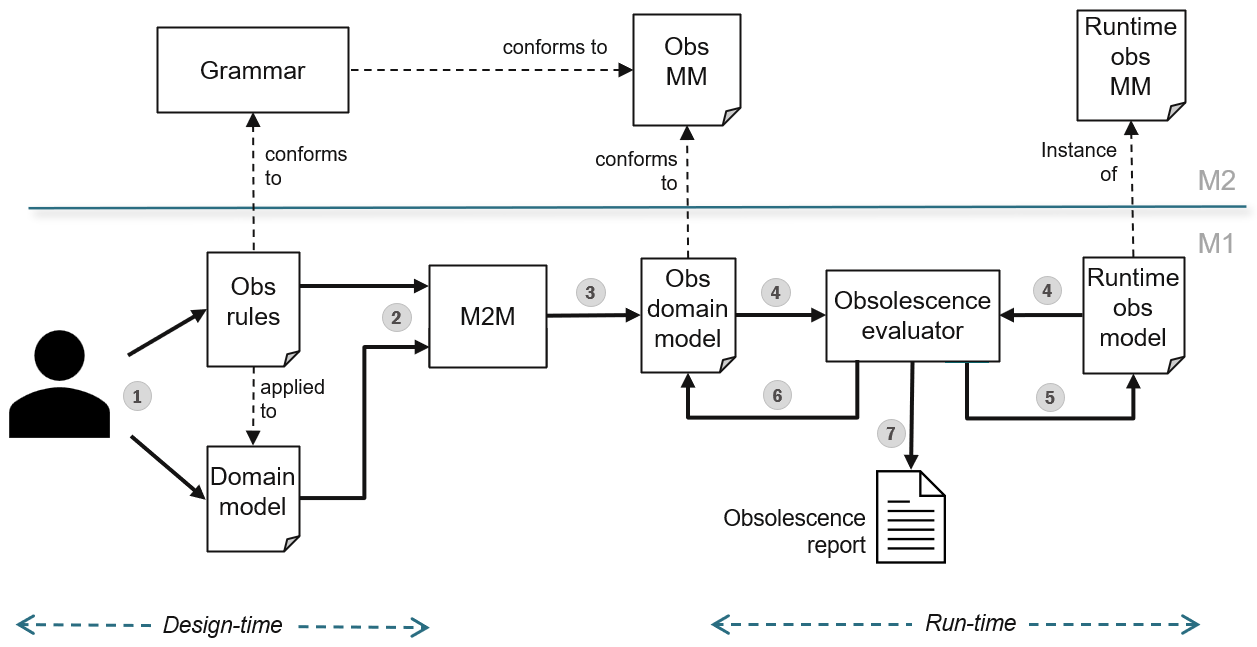 Grammar
conforms to
Obs
MM
Runtime
obs
MM
conforms
to
conforms
to
Instance
of
M2
M1
Obs
rules
M2M
Obs
domain
model
Obsolescence
evaluator
Runtime
obs
model
1
2
3
4
4
applied
to
Domain
model
6
5
7
Obsolescence
report
Design-time
Run-time